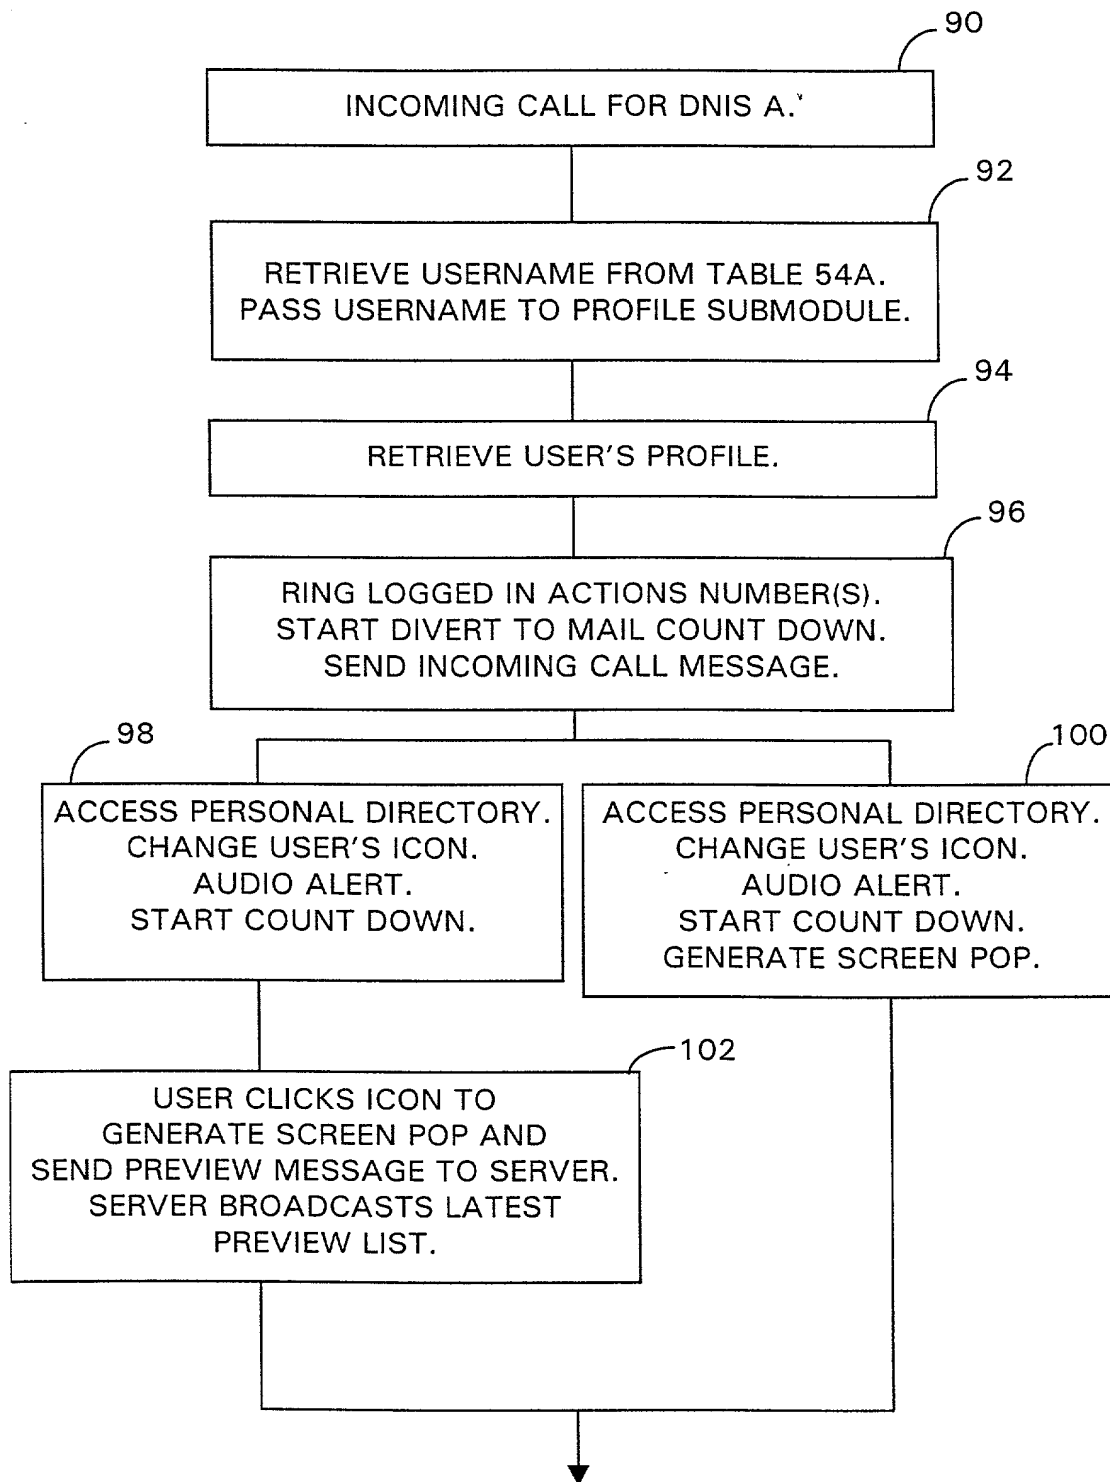 90
INCOMING CALL FOR DNIS A.
92
RETRIEVE USERNAME FROM TABLE 54A.
PASS USERNAME TO PROFILE SUBMODULE.
94
RETRIEVE USER'S PROFILE.
96
RING LOGGED IN ACTIONS NUMBER(S).
START DIVERT TO MAIL COUNT DOWN.
SEND INCOMING CALL MESSAGE.
98
ACCESS PERSONAL DIRECTORY.
CHANGE USER'S ICON.
AUDIO ALERT.
START COUNT DOWN.
100
ACCESS PERSONAL DIRECTORY.
CHANGE USER'S ICON.
AUDIO ALERT.
START COUNT DOWN.
GENERATE SCREEN POP.
102
USER CLICKS ICON TO
GENERATE SCREEN POP AND
SEND PREVIEW MESSAGE TO SERVER.
SERVER BROADCASTS LATEST
PREVIEW LIST.